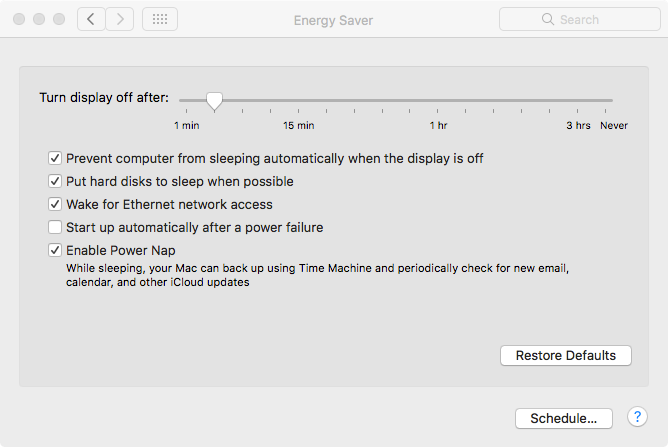 Energy Saver
Search
Turn display off after:
1 min 15 min 1 hr 3 hrs Never
Prevent computer from sleeping automatically when the display is off
Put hard disks to sleep when possible
Wake for Ethernet network access
Start up automatically after a power failure
Enable Power Nap
While sleeping, your Mac can back up using Time Machine and periodically check for new email,
calendar, and other iCloud updates
Restore Defaults
Schedule...
?